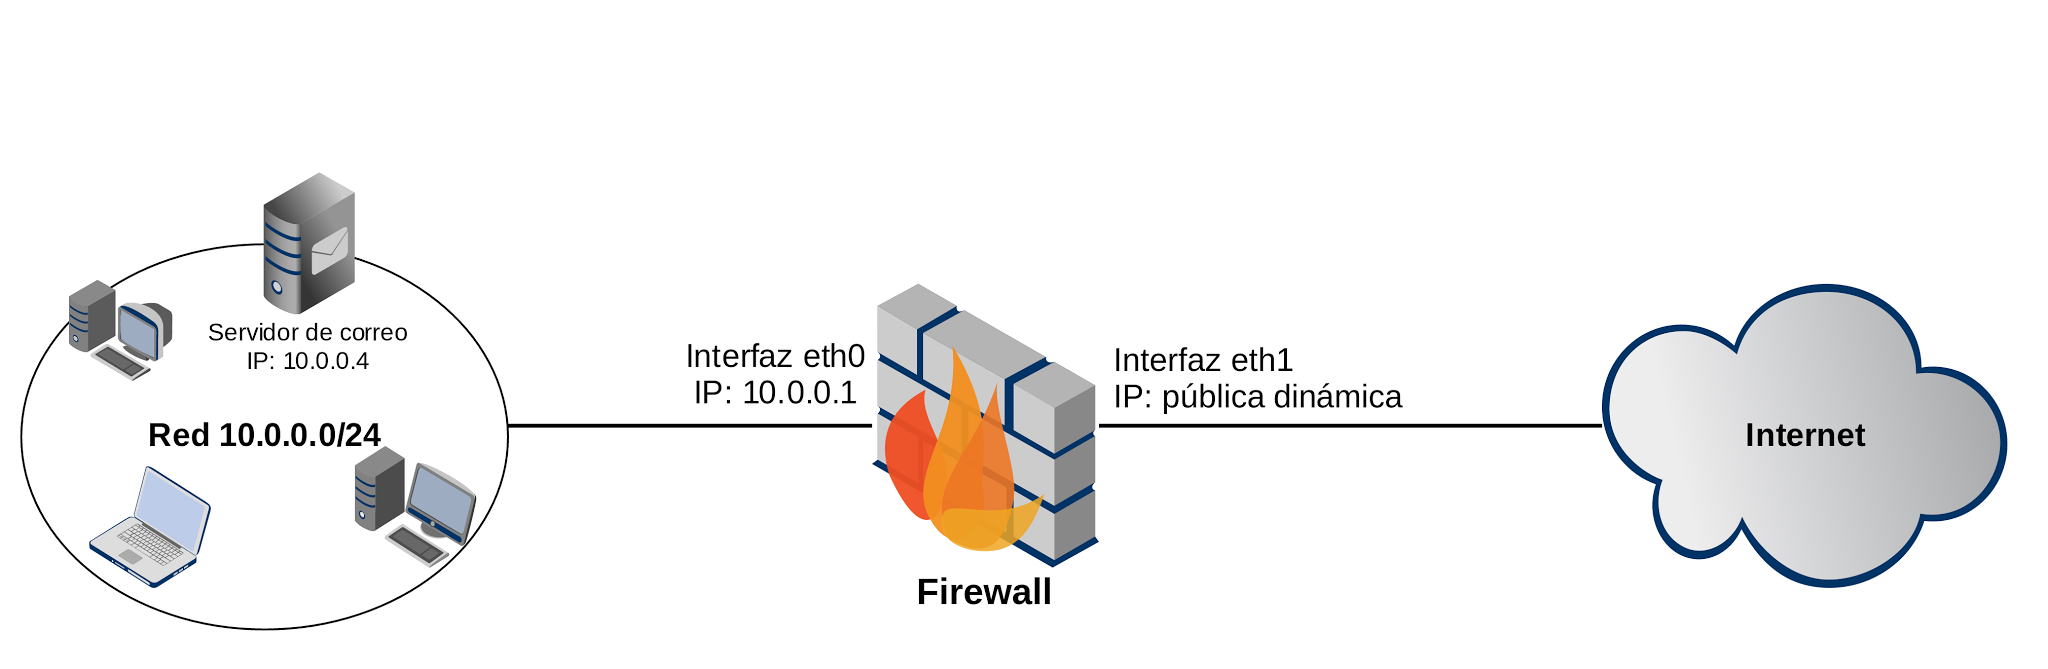 Servidor de correo
IP: 10.0.0.4
Red 10.0.0.0/24
Interfaz eth0
IP: 10.0.0.1
Firewall
Interfaz eth1
IP: pública dinámica
Internet